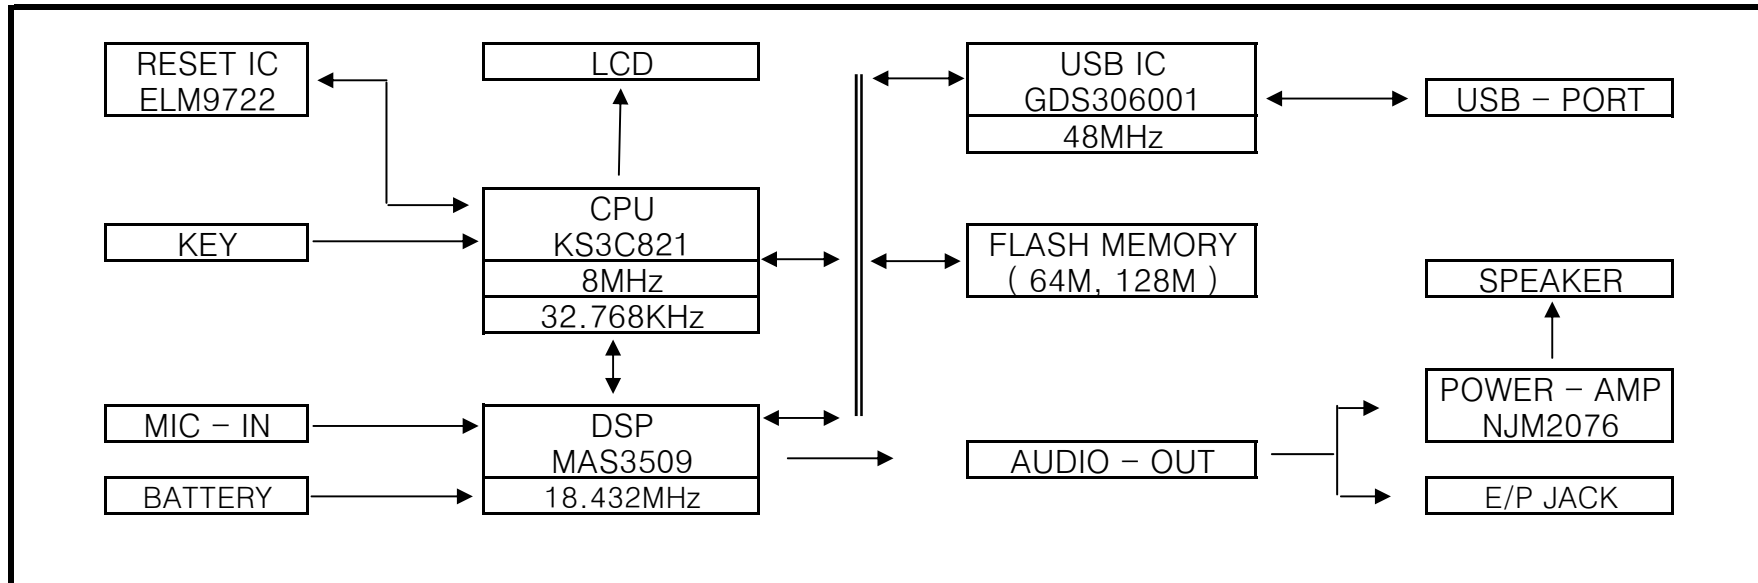 RESET IC
ELM9722
LCD
USB IC
GDS306001
48MHz
USB - PORT
KEY
CPU
KS3C821
8MHz
32.768KHz
FLASH MEMORY
( 64M, 128M )
SPEAKER
MIC - IN
BATTERY
DSP
MAS3509
18.432MHz
AUDIO - OUT
POWER - AMP
NJM2076
E/P JACK